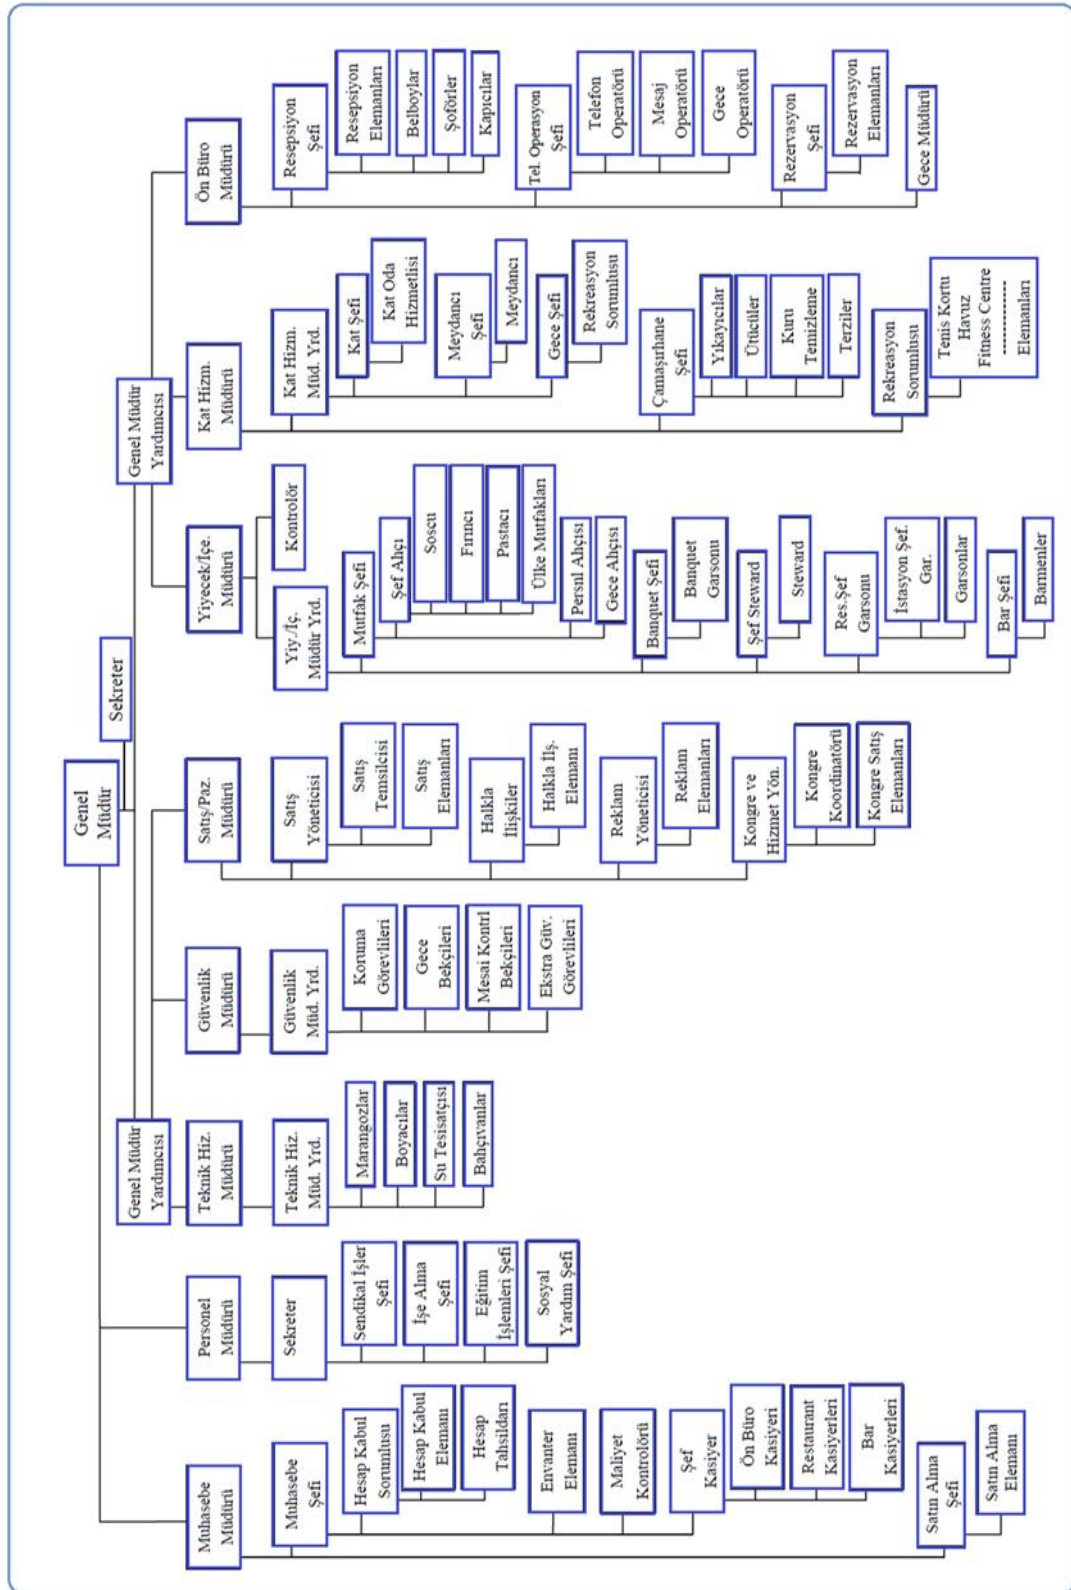 Genel
Müdür
Sekreter
Genel Müdür
Yardımcısı
Genel Müdür
Yardımcısı
Muhasebe
Müdürü
Muhasebe
Şefi
Hesap Kabul
Sorumlusu
Hesap Kabul
Elemanı
Hesap
Tahsildarı
Envanter
Elemanı
Maliyet
Kontrolörü
Şef
Kasiyer
Ön Büro
Kasiyeri
Restaurant
Kasiyerleri
Bar
Kasiyerleri
Satın Alma
Şefi
Satın Alma
Elemanı
Personel
Müdürü
Sekreter
Sendikal İşler
Şefi
İşe Alma
Şefi
Eğitim
İşlemleri Şefi
Sosyal
Yardım Şefi
Teknik Hiz.
Müdürü
Teknik Hiz.
Müd. Yrd.
Marangozlar
Boyacılar
Su Tesisatçısı
Bahçıvanlar
Güvenlik
Müdürü
Güvenlik
Müd. Yrd.
Koruma
Görevlileri
Gece
Bekçileri
Mesai Kontrl
Bekçileri
Ekstra Güv.
Görevlileri
Satış/Paz.
Müdürü
Satış
Yöneticisi
Satış
Temsilcisi
Satış
Elemanları
Halkla
İlişkiler
Halkla İlş.
Elemanı
Reklam
Yöneticisi
Reklam
Elemanları
Kongre ve
Hizmet Yön.
Kongre
Koordinatörü
Kongre Satış
Elemanları
Yiyecek/İçe.
Müdürü
Yiy./İç.
Müdür Yrd.
Kontrolör
Mutfak Şefi
Şef Ahçı
Soscu
Fırıncı
Pastacı
Ülke Mutfakları
Persnl Ahçısı
Gece Ahçısı
Banquet Şefi
Banquet
Garsonu
Şef Steward
Steward
Res.Şef
Garsonu
İstasyon Şef.
Gar.
Garsonlar
Bar Şefi
Barmenler
Kat Hizm.
Müdürü
Kat Hizm.
Müd. Yrd.
Kat Şefi
Kat Oda
Hizmetlisi
Meydancı
Şefi
Meydancı
Gece Şefi
Rekreasyon
Sorumlusu
Çamaşırhane
Şefi
Yıkayıcılar
Ütücüler
Kuru
Temizleme
Terziler
Rekreasyon
Sorumlusu
Tenis Kortu
Havuz
Fitness Centre
--------------
Elemanları
Ön Büro
Müdürü
Resepsiyon
Şefi
Resepsiyon
Elemanları
Belboylar
Şoförler
Kapıcılar
Tel. Operasyon
Şefi
Telefon
Operatörü
Mesaj
Operatörü
Gece
Operatörü
Rezervasyon
Şefi
Rezervasyon
Elemanları
Gece Müdürü